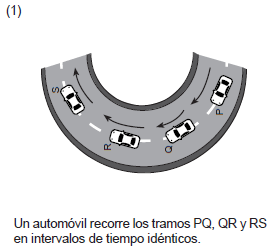 (1)
S
P
R
Q
Un automóvil recorre los tramos PQ, QR y RS
en intervalos de tiempo idénticos.